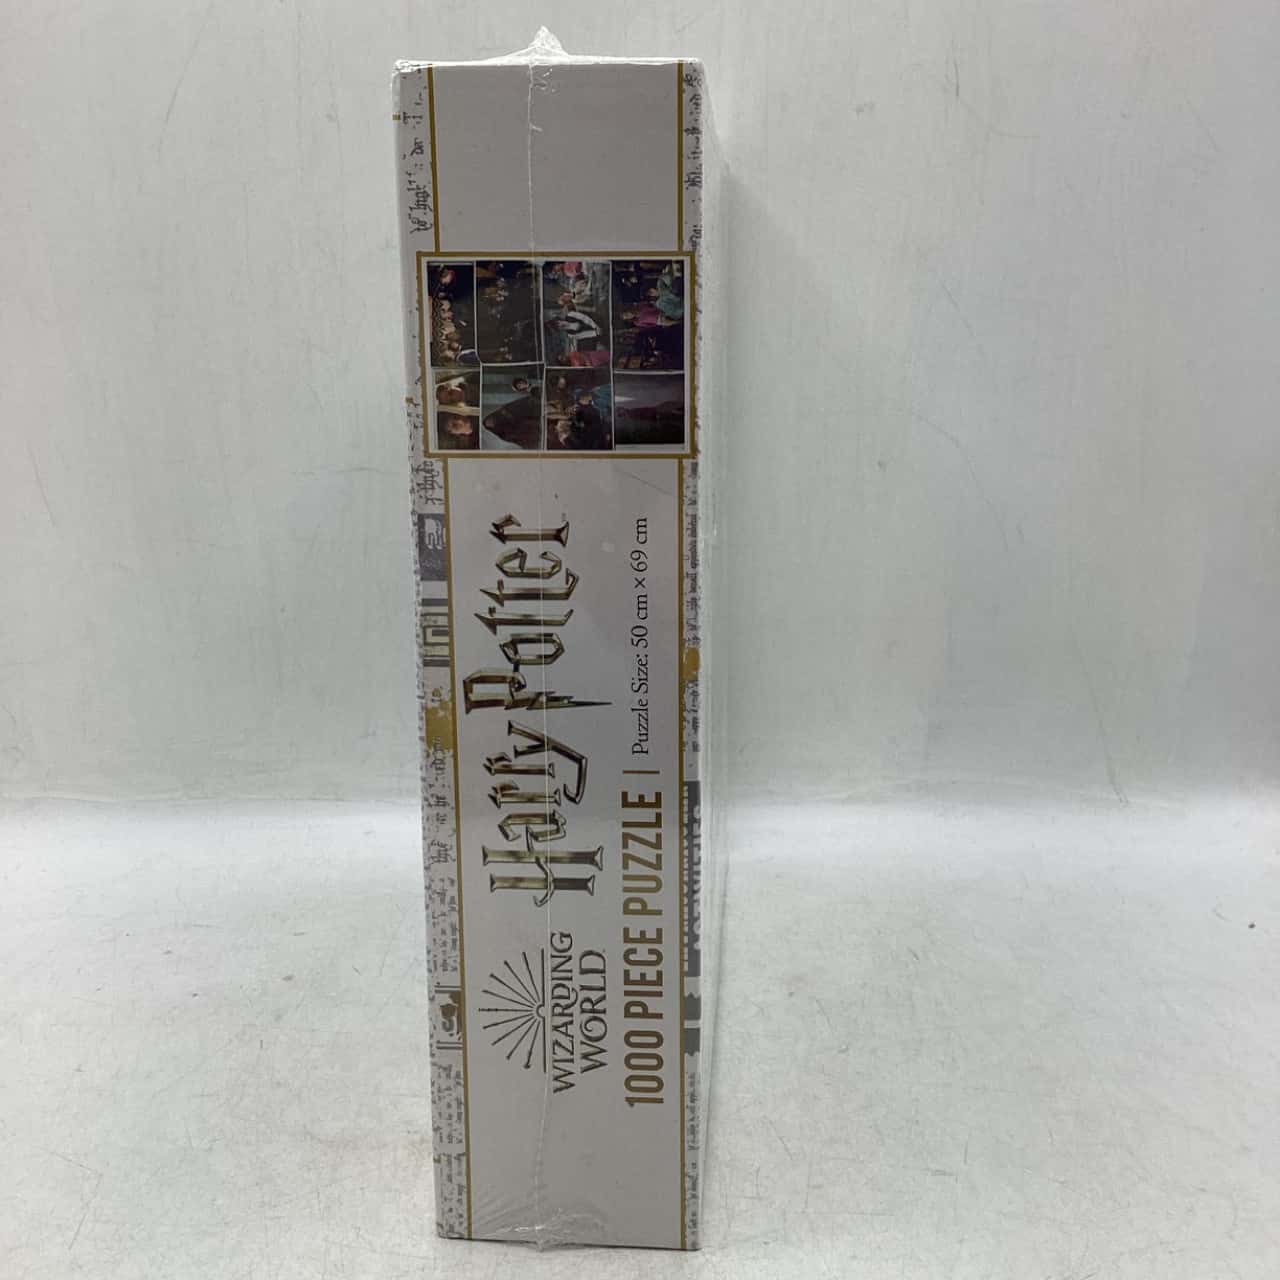 Harry Potter
WIZARDING
WORLD
1000 PIECE PUZZLE | Puzzle Size: 50 cm × 69 cm